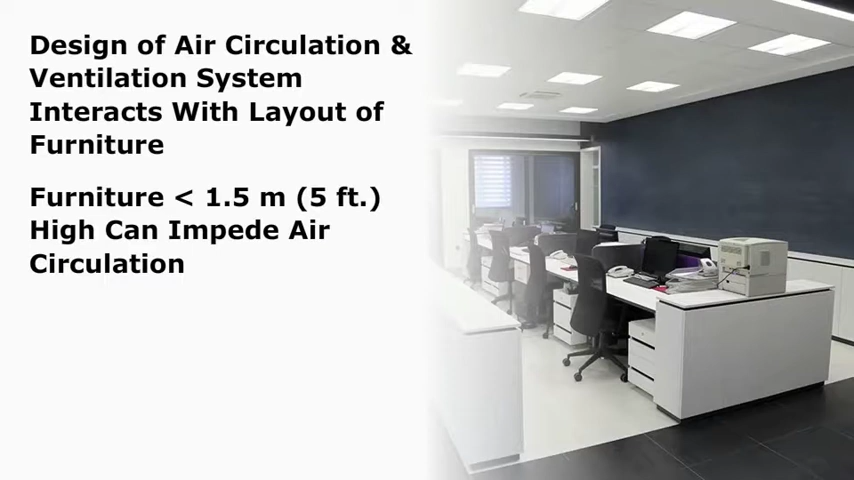 Design of Air Circulation &
Ventilation System
Interacts With Layout of
Furniture
Furniture < 1.5 m (5 ft.)
High Can Impede Air
Circulation